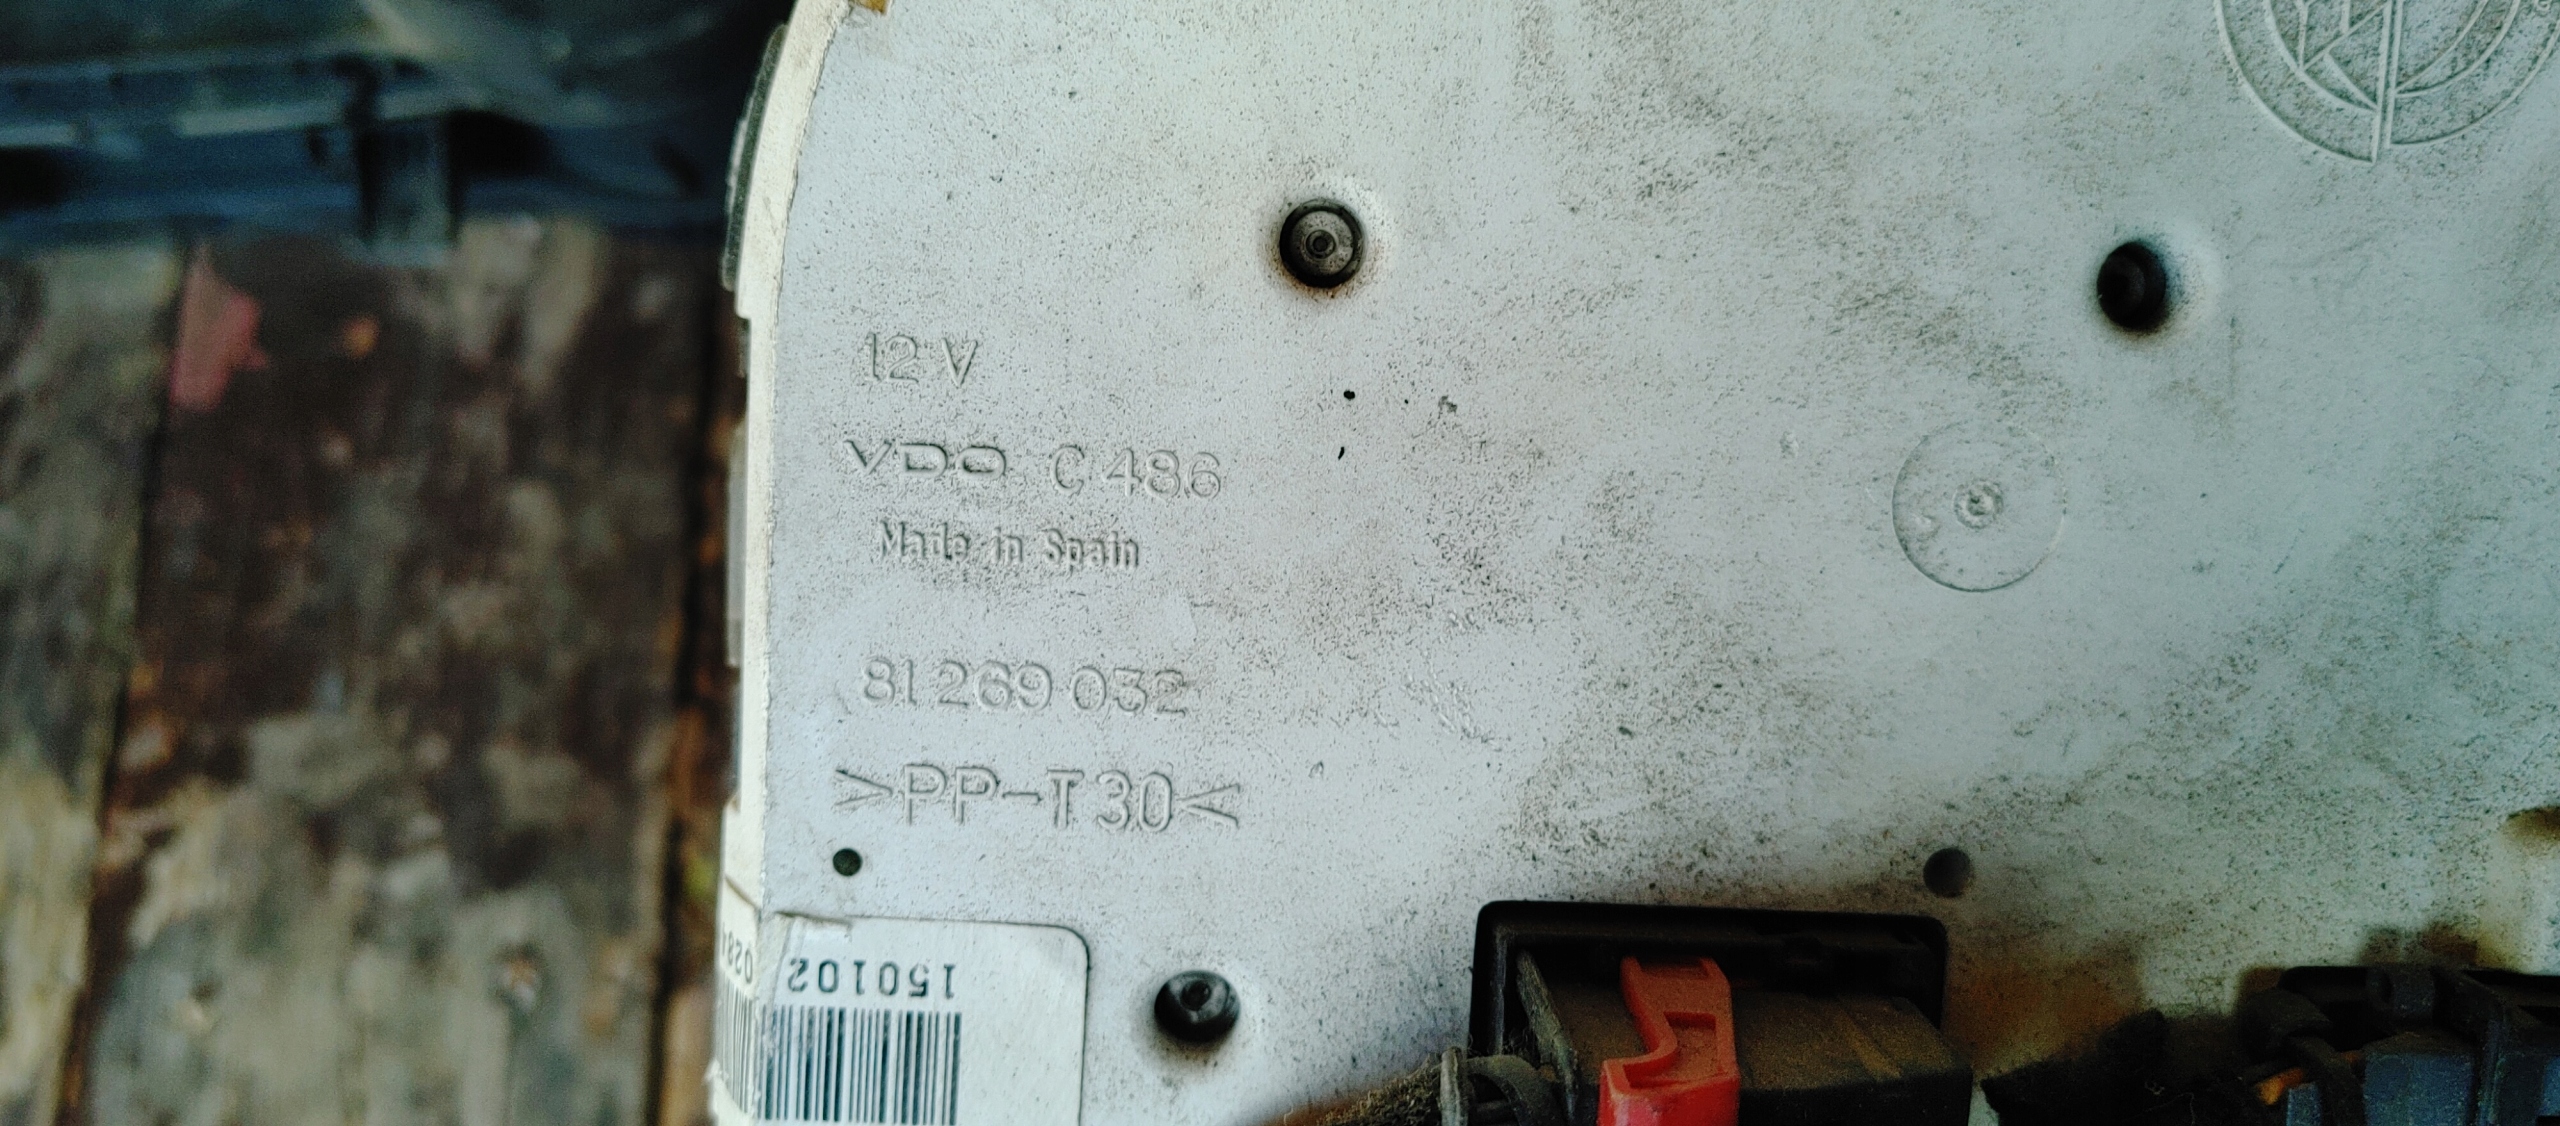 12 V
VDO C 486
Made in Spain
81 269 032
>PP-T30<
150102